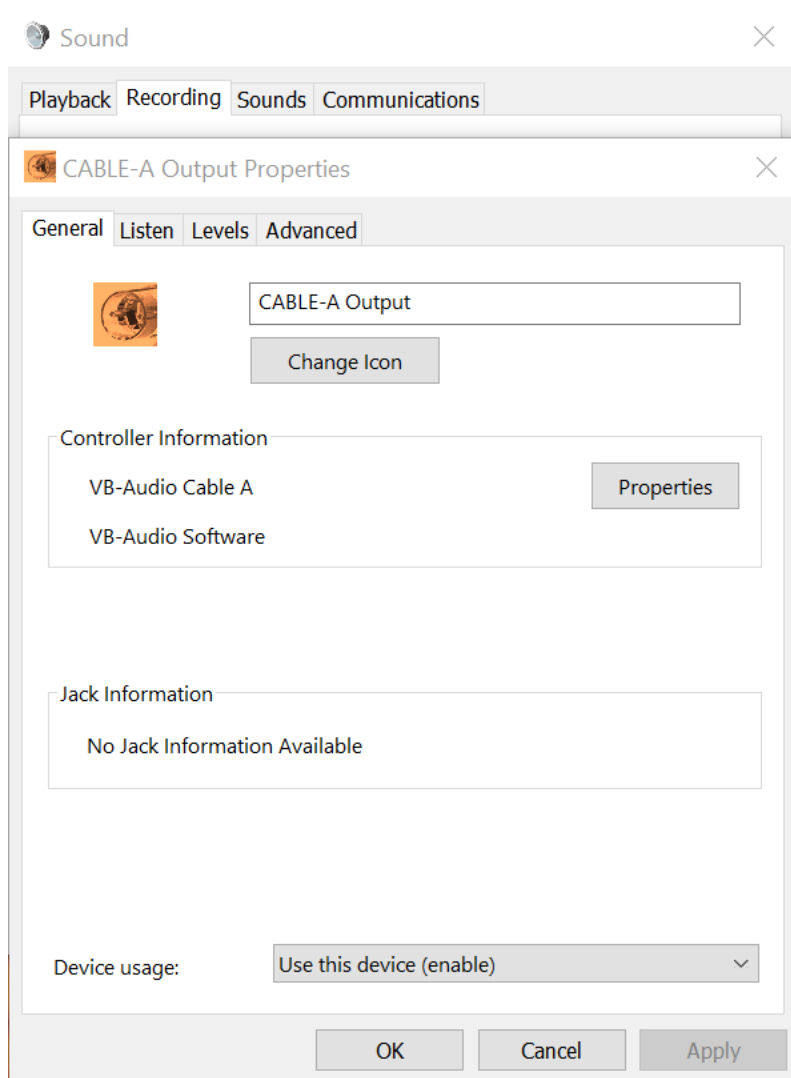 Sound
Playback Recording Sounds Communications
CABLE-A Output Properties
General Listen Levels Advanced
CABLE-A Output
Change Icon
Controller Information
VB-Audio Cable A
Properties
VB-Audio Software
Jack Information
No Jack Information Available
Device usage: Use this device (enable)
OK Cancel Apply